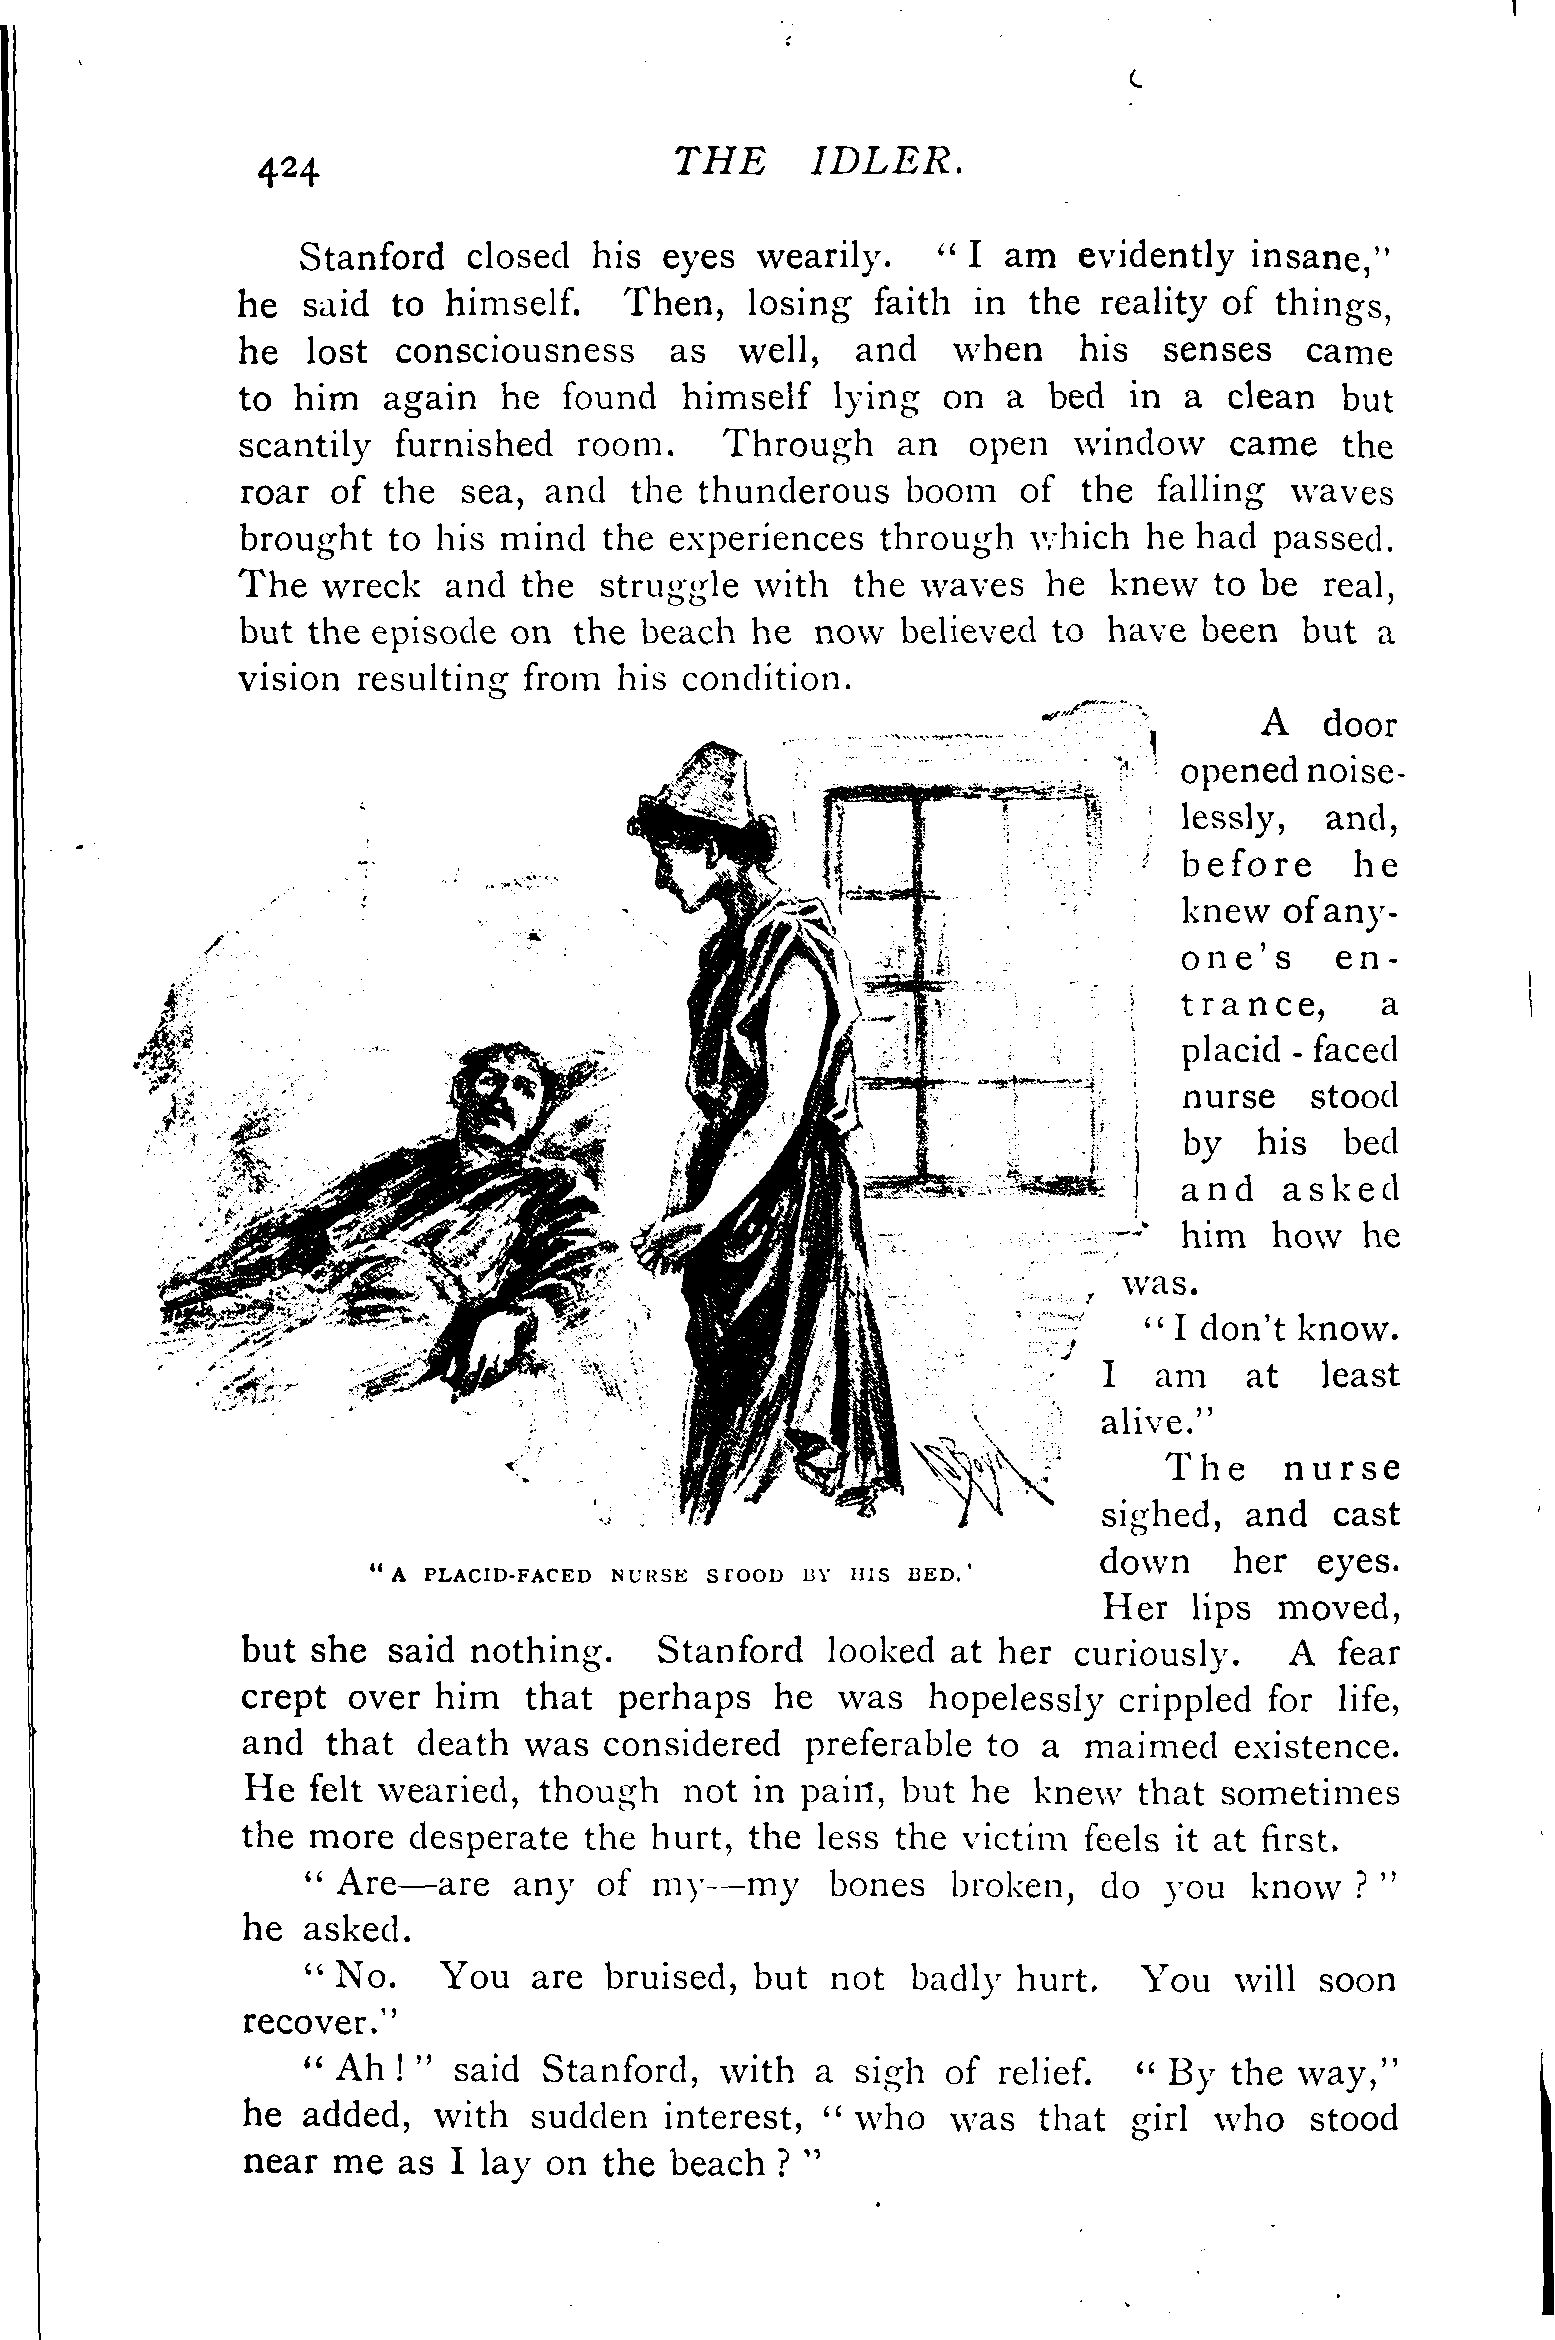 424
THE IDLER.
Stanford closed his eyes wearily. "I am evidently insane,"
he said to himself. Then, losing faith in the reality of things,
he lost consciousness as well, and when his senses came
to him again he found himself lying on a bed in a clean but
scantily furnished room. Through an open window came the
roar of the sea, and the thunderous boom of the falling waves
brought to his mind the experiences through which he had passed.
The wreck and the struggle with the waves he knew to be real,
but the episode on the beach he now believed to have been but a
vision resulting from his condition.
A door
opened noise-
lessly, and,
before he
knew of any-
one's en-
trance, a
placid-faced
nurse stood
by his bed
and asked
him how he
was.
"I don't know.
I am at least
alive."
The nurse
sighed, and cast
down her eyes.
Her lips moved,
Boyd
"A PLACID-FACED NURSE STOOD BY HIS BED.'
but she said nothing. Stanford looked at her curiously. A fear
crept over him that perhaps he was hopelessly crippled for life,
and that death was considered preferable to a maimed existence.
He felt wearied, though not in pain, but he knew that sometimes
the more desperate the hurt, the less the victim feels it at first.
"Are—are any of my—my bones broken, do you know?"
he asked.
"No. You are bruised, but not badly hurt. You will soon
recover."
"Ah!" said Stanford, with a sigh of relief. "By the way,"
he added, with sudden interest, "who was that girl who stood
near me as I lay on the beach?"